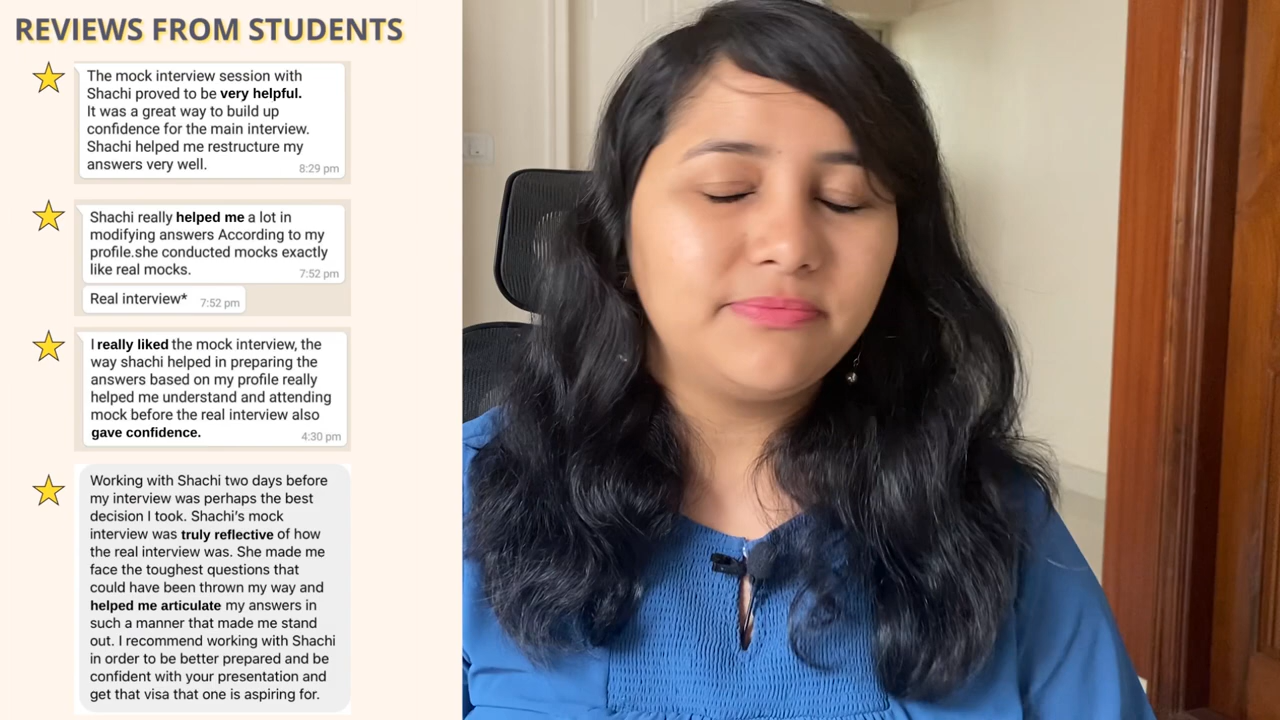 REVIEWS FROM STUDENTS
The mock interview session with
Shachi proved to be very helpful.
It was a great way to build up
confidence for the main interview.
Shachi helped me restructure my
answers very well.
8:29 pm
Shachi really helped me a lot in
modifying answers According to my
profile.she conducted mocks exactly
like real mocks.
7:52 pm
Real interview*
7:52 pm
I really liked the mock interview, the
way shachi helped in preparing the
answers based on my profile really
helped me understand and attending
mock before the real interview also
gave confidence.
4:30 pm
Working with Shachi two days before
my interview was perhaps the best
decision I took. Shachi's mock
interview was truly reflective of how
the real interview was. She made me
face the toughest questions that
could have been thrown my way and
helped me articulate my answers in
such a manner that made me stand
out. I recommend working with Shachi
in order to be better prepared and be
confident with your presentation and
get that visa that one is aspiring for.